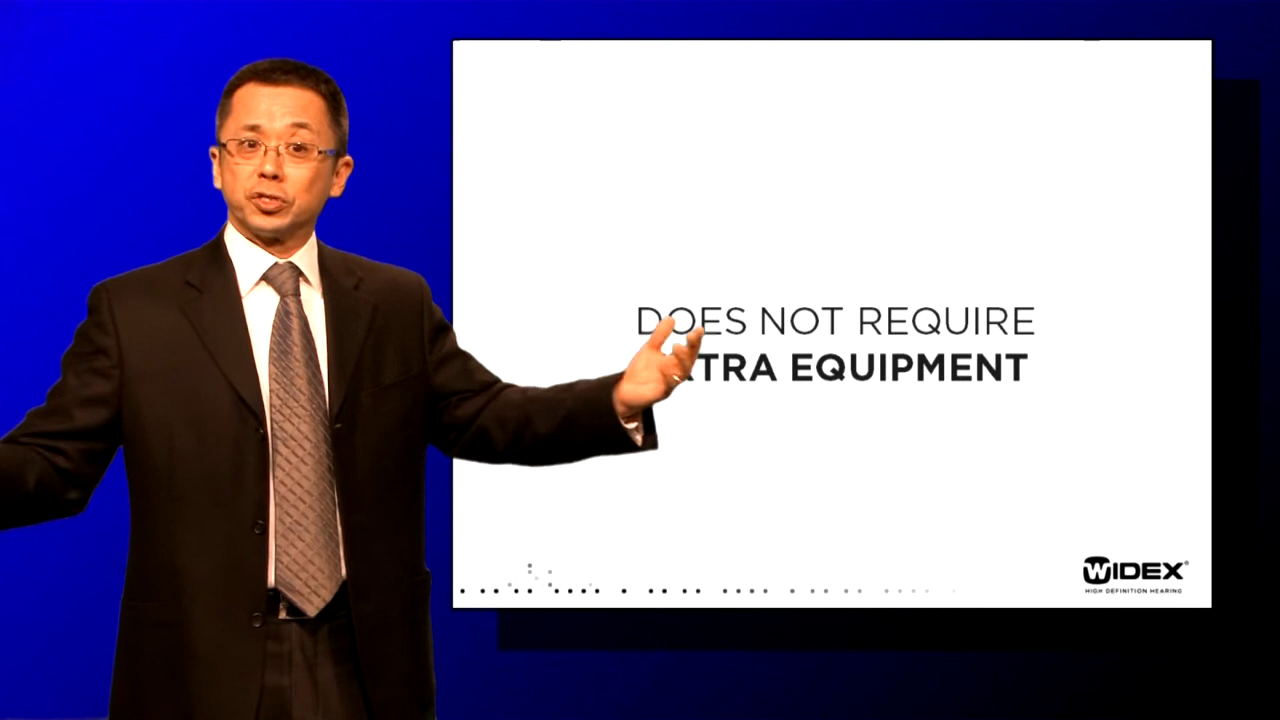 DOES NOT REQUIRE
EQUIPMENT
WIDEX®
HIGH DEFINITION HEARING